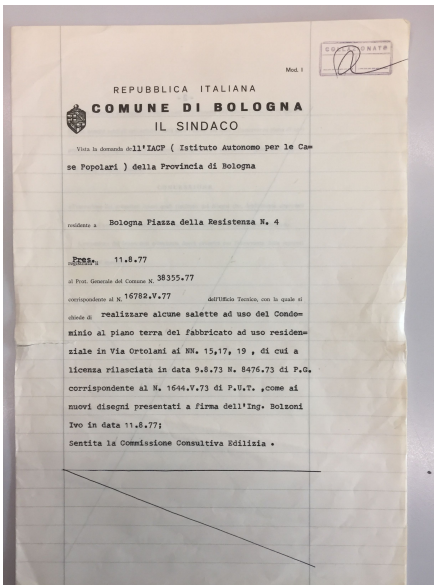 Mod. I
COLLAZIONATO
REPUBBLICA ITALIANA
COMUNE DI BOLOGNA
IL SINDACO
Vista la domanda dell'IACP ( Istituto Autonomo per le Ca=
se Popolari ) della Provincia di Bologna
residente a Bologna Piazza della Resistenza N. 4
Pres. 11.8.77
al Prot. Generale del Comune N. 38355.77
corrispondente al N. 16782.V.77 dell'Ufficio Tecnico, con la quale si
chiede di realizzare alcune salette ad uso del Condo=
minio al piano terra del fabbricato ad uso residen=
ziale in Via Ortolani ai NN. 15,17, 19 , di cui a
licenza rilasciata in data 9.8.73 N. 8476.73 di P.G.
corrispondente al N. 1644.V.73 di P.U.T. ,come ai
nuovi disegni presentati a firma dell'Ing. Bolzoni
Ivo in data 11.8.77;
Sentita la Commissione Consultiva Edilizia .